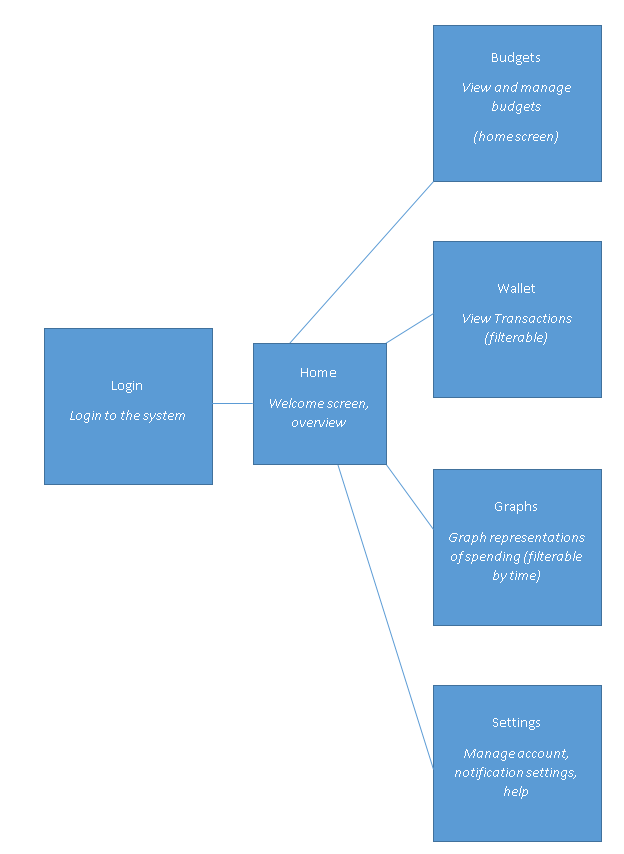 Budgets
View and manage
budgets
(home screen)
Wallet
View Transactions
(filterable)
Login
Login to the system
Home
Welcome screen,
overview
Graphs
Graph representations
of spending (filterable
by time)
Settings
Manage account,
notification settings,
help